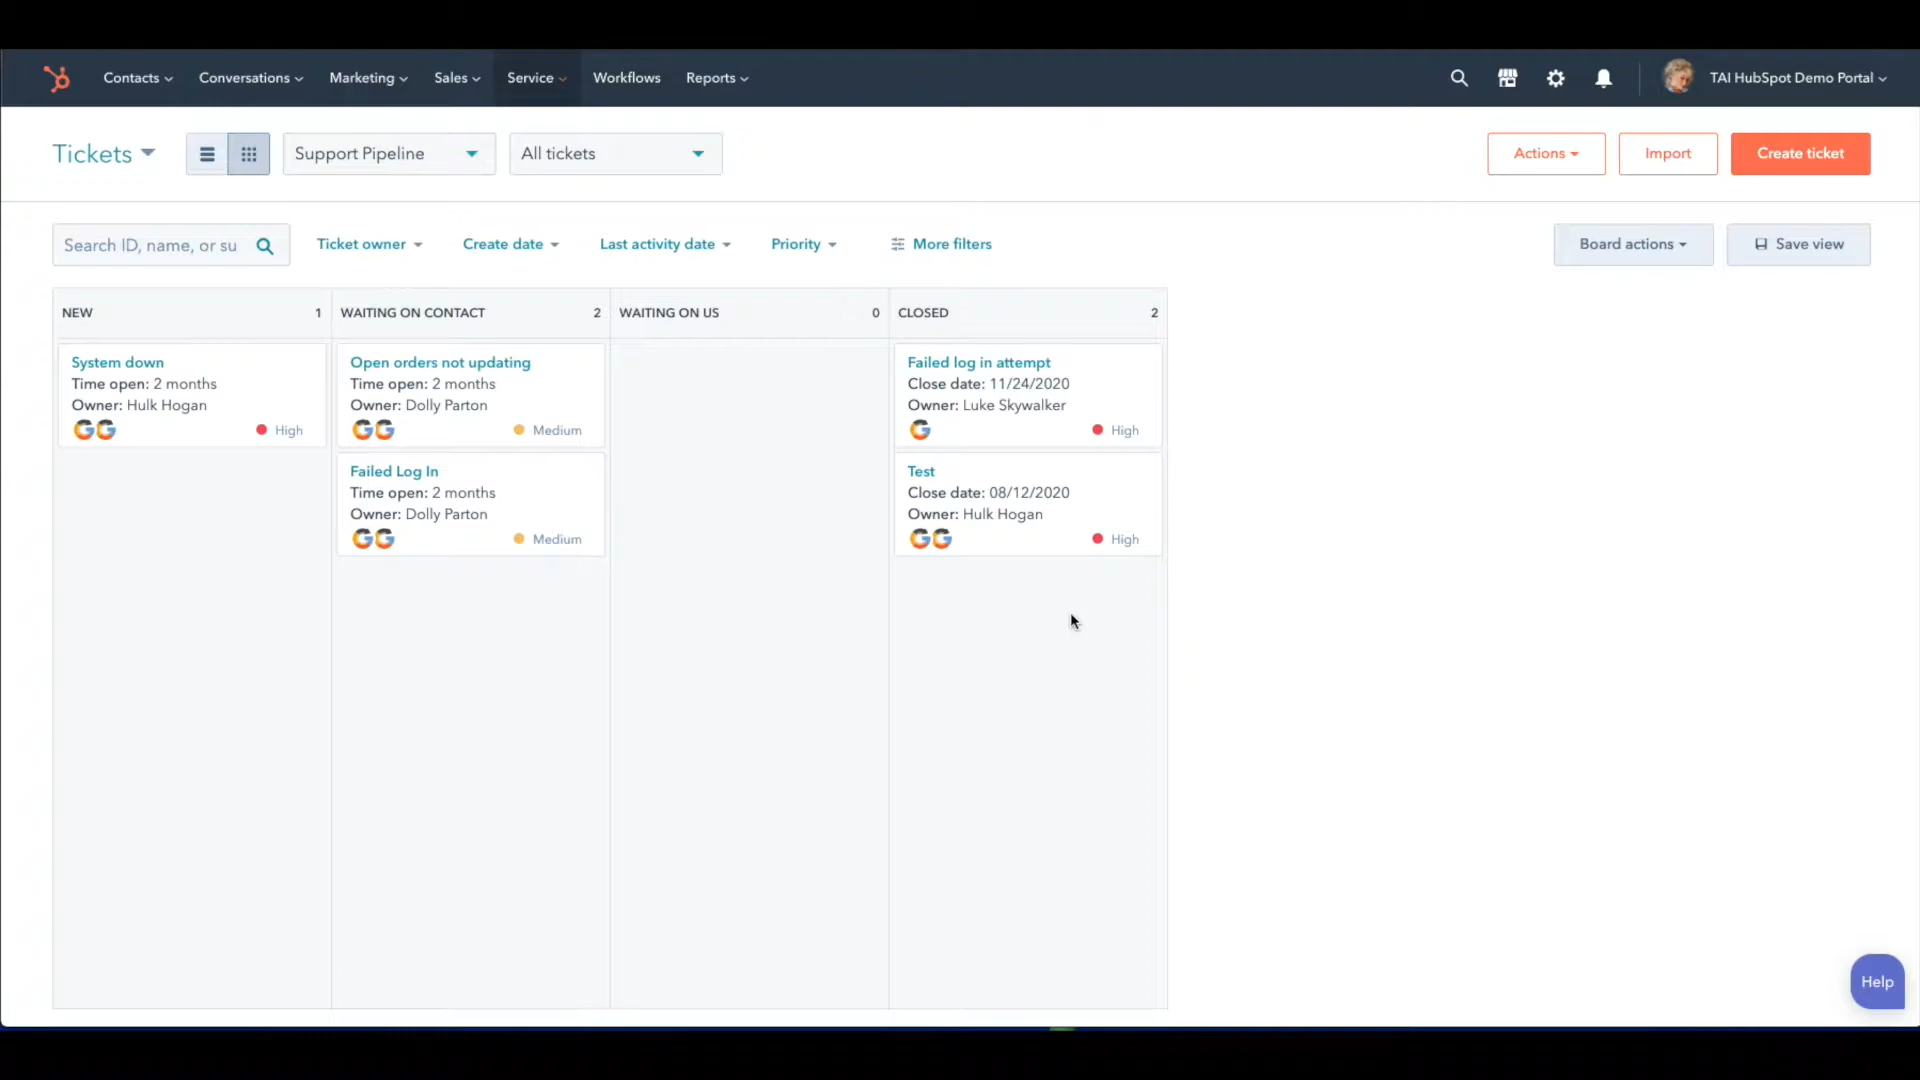 Contacts Conversations Marketing Sales Service Workflows Reports TAI HubSpot Demo Portal
Tickets Support Pipeline All tickets Actions Import Create ticket
Search ID, name, or su Ticket owner Create date Last activity date Priority More filters Board actions Save view
NEW 1 WAITING ON CONTACT 2 WAITING ON US 0 CLOSED 2
System down
Time open: 2 months
Owner: Hulk Hogan
High
Open orders not updating
Time open: 2 months
Owner: Dolly Parton
Medium
Failed Log In
Time open: 2 months
Owner: Dolly Parton
Medium
Failed log in attempt
Close date: 11/24/2020
Owner: Luke Skywalker
High
Test
Close date: 08/12/2020
Owner: Hulk Hogan
High
Help